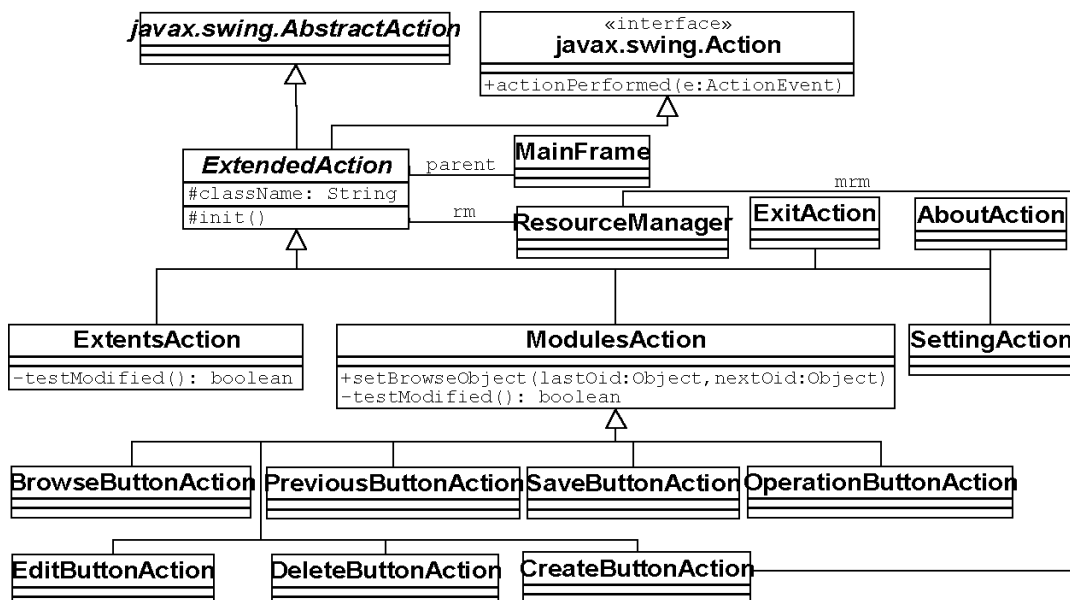 javax.swing.AbstractAction
«interface»
javax.swing.Action
+actionPerformed(e:ActionEvent)
ExtendedAction
#className: String
#init()
parent
MainFrame
rm
ResourceManager
mrm
ExitAction
AboutAction
ExtentsAction
-testModified(): boolean
ModulesAction
+setBrowseObject(lastOid:Object,nextOid:Object)
-testModified(): boolean
SettingAction
BrowseButtonAction
PreviousButtonAction
SaveButtonAction
OperationButtonAction
EditButtonAction
DeleteButtonAction
CreateButtonAction